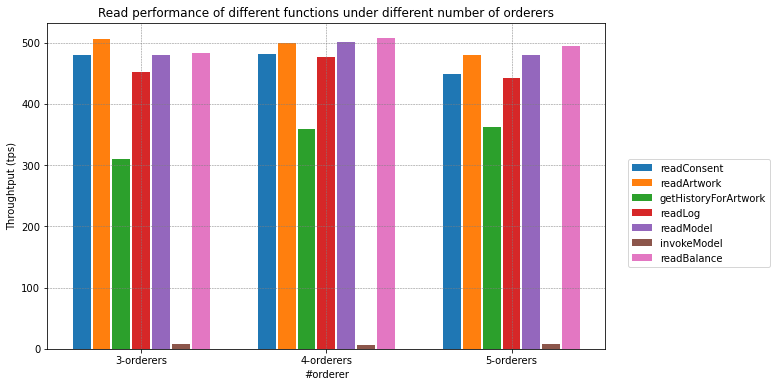 Read performance of different functions under different number of orderers
Throughtput (tps)
500
400
300
200
100
0
3-orderers
4-orderers
5-orderers
#orderer
readConsent
readArtwork
getHistoryForArtwork
readLog
readModel
invokeModel
readBalance